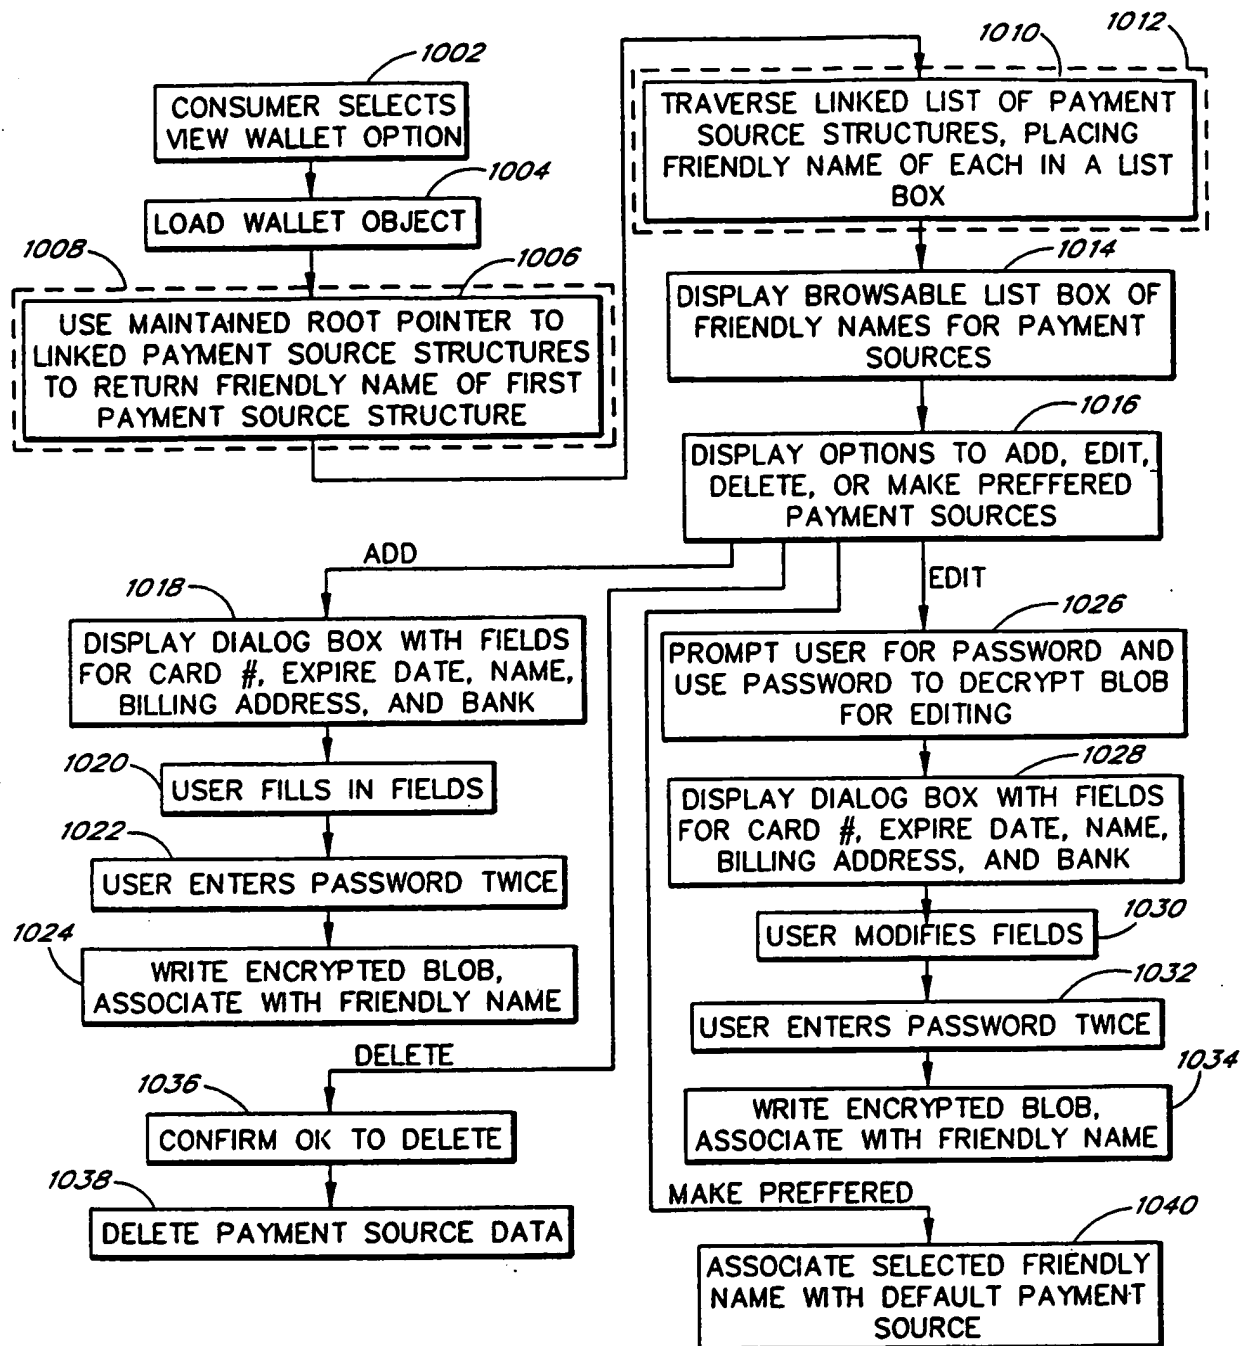 1002
CONSUMER SELECTS
VIEW WALLET OPTION
1004
LOAD WALLET OBJECT
1008
1006
USE MAINTAINED ROOT POINTER TO
LINKED PAYMENT SOURCE STRUCTURES
TO RETURN FRIENDLY NAME OF FIRST
PAYMENT SOURCE STRUCTURE
1010
1012
TRAVERSE LINKED LIST OF PAYMENT
SOURCE STRUCTURES, PLACING
FRIENDLY NAME OF EACH IN A LIST
BOX
1014
DISPLAY BROWSABLE LIST BOX OF
FRIENDLY NAMES FOR PAYMENT
SOURCES
1016
DISPLAY OPTIONS TO ADD, EDIT,
DELETE, OR MAKE PREFFERED
PAYMENT SOURCES
ADD
1018
DISPLAY DIALOG BOX WITH FIELDS
FOR CARD #, EXPIRE DATE, NAME,
BILLING ADDRESS, AND BANK
1020
USER FILLS IN FIELDS
1022
USER ENTERS PASSWORD TWICE
1024
WRITE ENCRYPTED BLOB,
ASSOCIATE WITH FRIENDLY NAME
DELETE
1036
CONFIRM OK TO DELETE
1038
DELETE PAYMENT SOURCE DATA
EDIT
1026
PROMPT USER FOR PASSWORD AND
USE PASSWORD TO DECRYPT BLOB
FOR EDITING
1028
DISPLAY DIALOG BOX WITH FIELDS
FOR CARD #, EXPIRE DATE, NAME,
BILLING ADDRESS, AND BANK
1030
USER MODIFIES FIELDS
1032
USER ENTERS PASSWORD TWICE
1034
WRITE ENCRYPTED BLOB,
ASSOCIATE WITH FRIENDLY NAME
MAKE PREFFERED
1040
ASSOCIATE SELECTED FRIENDLY
NAME WITH DEFAULT PAYMENT
SOURCE